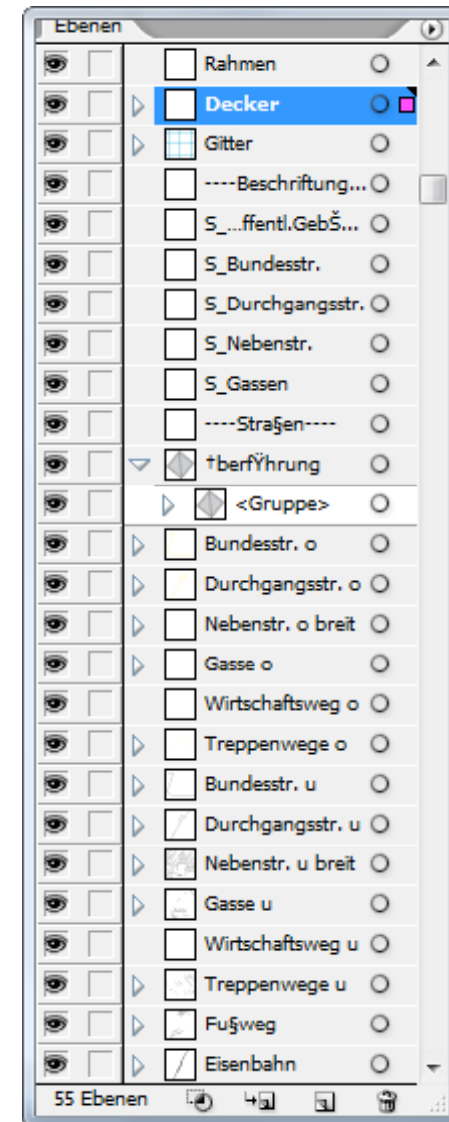 Ebenen
Rahmen
Decker
Gitter
----Beschriftung...
S_...ffentl.GebŠ...
S_Bundesstr.
S_Durchgangsstr.
S_Nebenstr.
S_Gassen
----Stra§en----
†berfŸhrung
<Gruppe>
Bundesstr. o
Durchgangsstr. o
Nebenstr. o breit
Gasse o
Wirtschaftsweg o
Treppenwege o
Bundesstr. u
Durchgangsstr. u
Nebenstr. u breit
Gasse u
Wirtschaftsweg u
Treppenwege u
Fu§weg
Eisenbahn
55 Ebenen